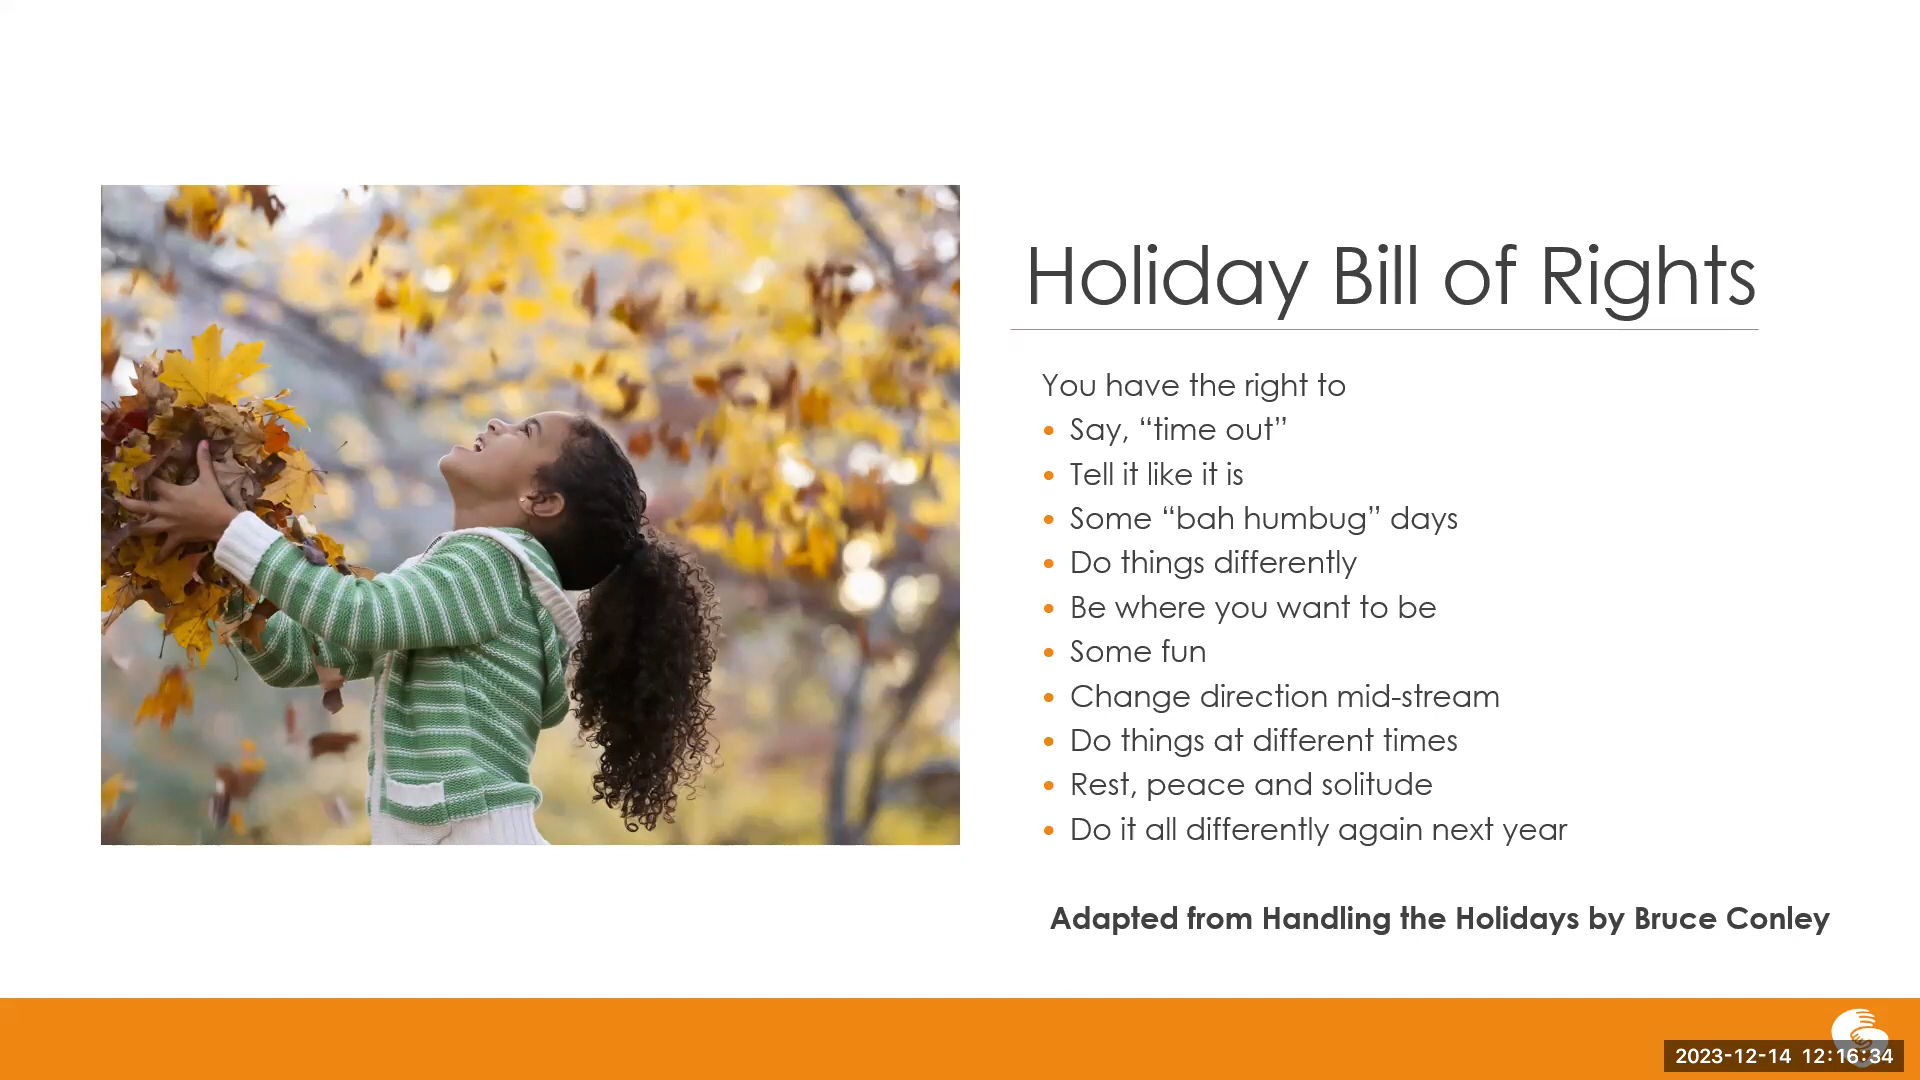 Holiday Bill of Rights
You have the right to
• Say, “time out”
• Tell it like it is
• Some “bah humbug” days
• Do things differently
• Be where you want to be
• Some fun
• Change direction mid-stream
• Do things at different times
• Rest, peace and solitude
• Do it all differently again next year
Adapted from Handling the Holidays by Bruce Conley
2023-12-14 12:16:34